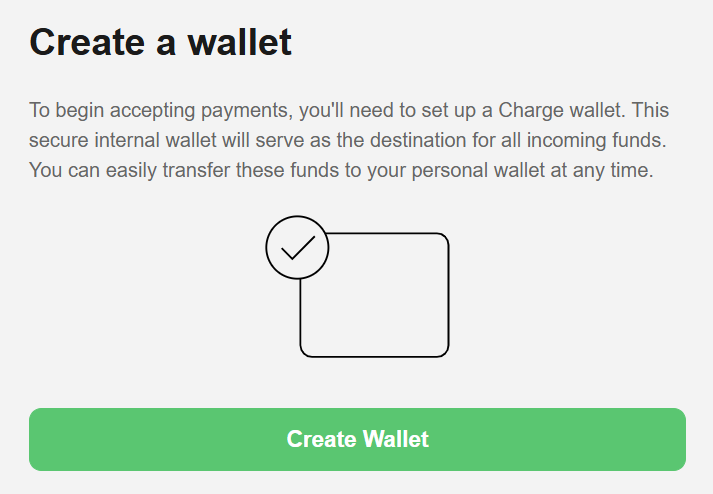 Create a wallet
To begin accepting payments, you'll need to set up a Charge wallet. This
secure internal wallet will serve as the destination for all incoming funds.
You can easily transfer these funds to your personal wallet at any time.
Create Wallet